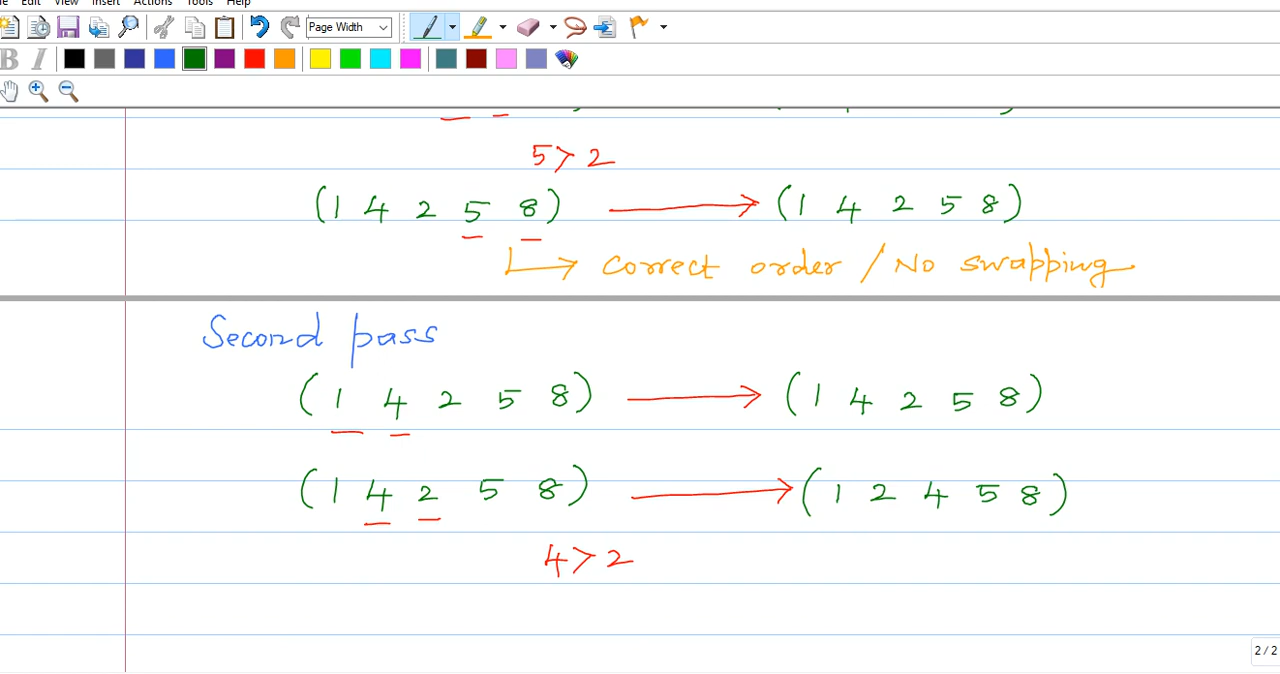 Edit View Insert Actions Tools Help
Page Width
B I
5 > 2
(1 4 2 5 8) → (1 4 2 5 8)
↳ correct order / No swapping
Second pass
(1 4 2 5 8) → (1 4 2 5 8)
(1 4 2 5 8) → (1 2 4 5 8)
4 > 2
2 / 2